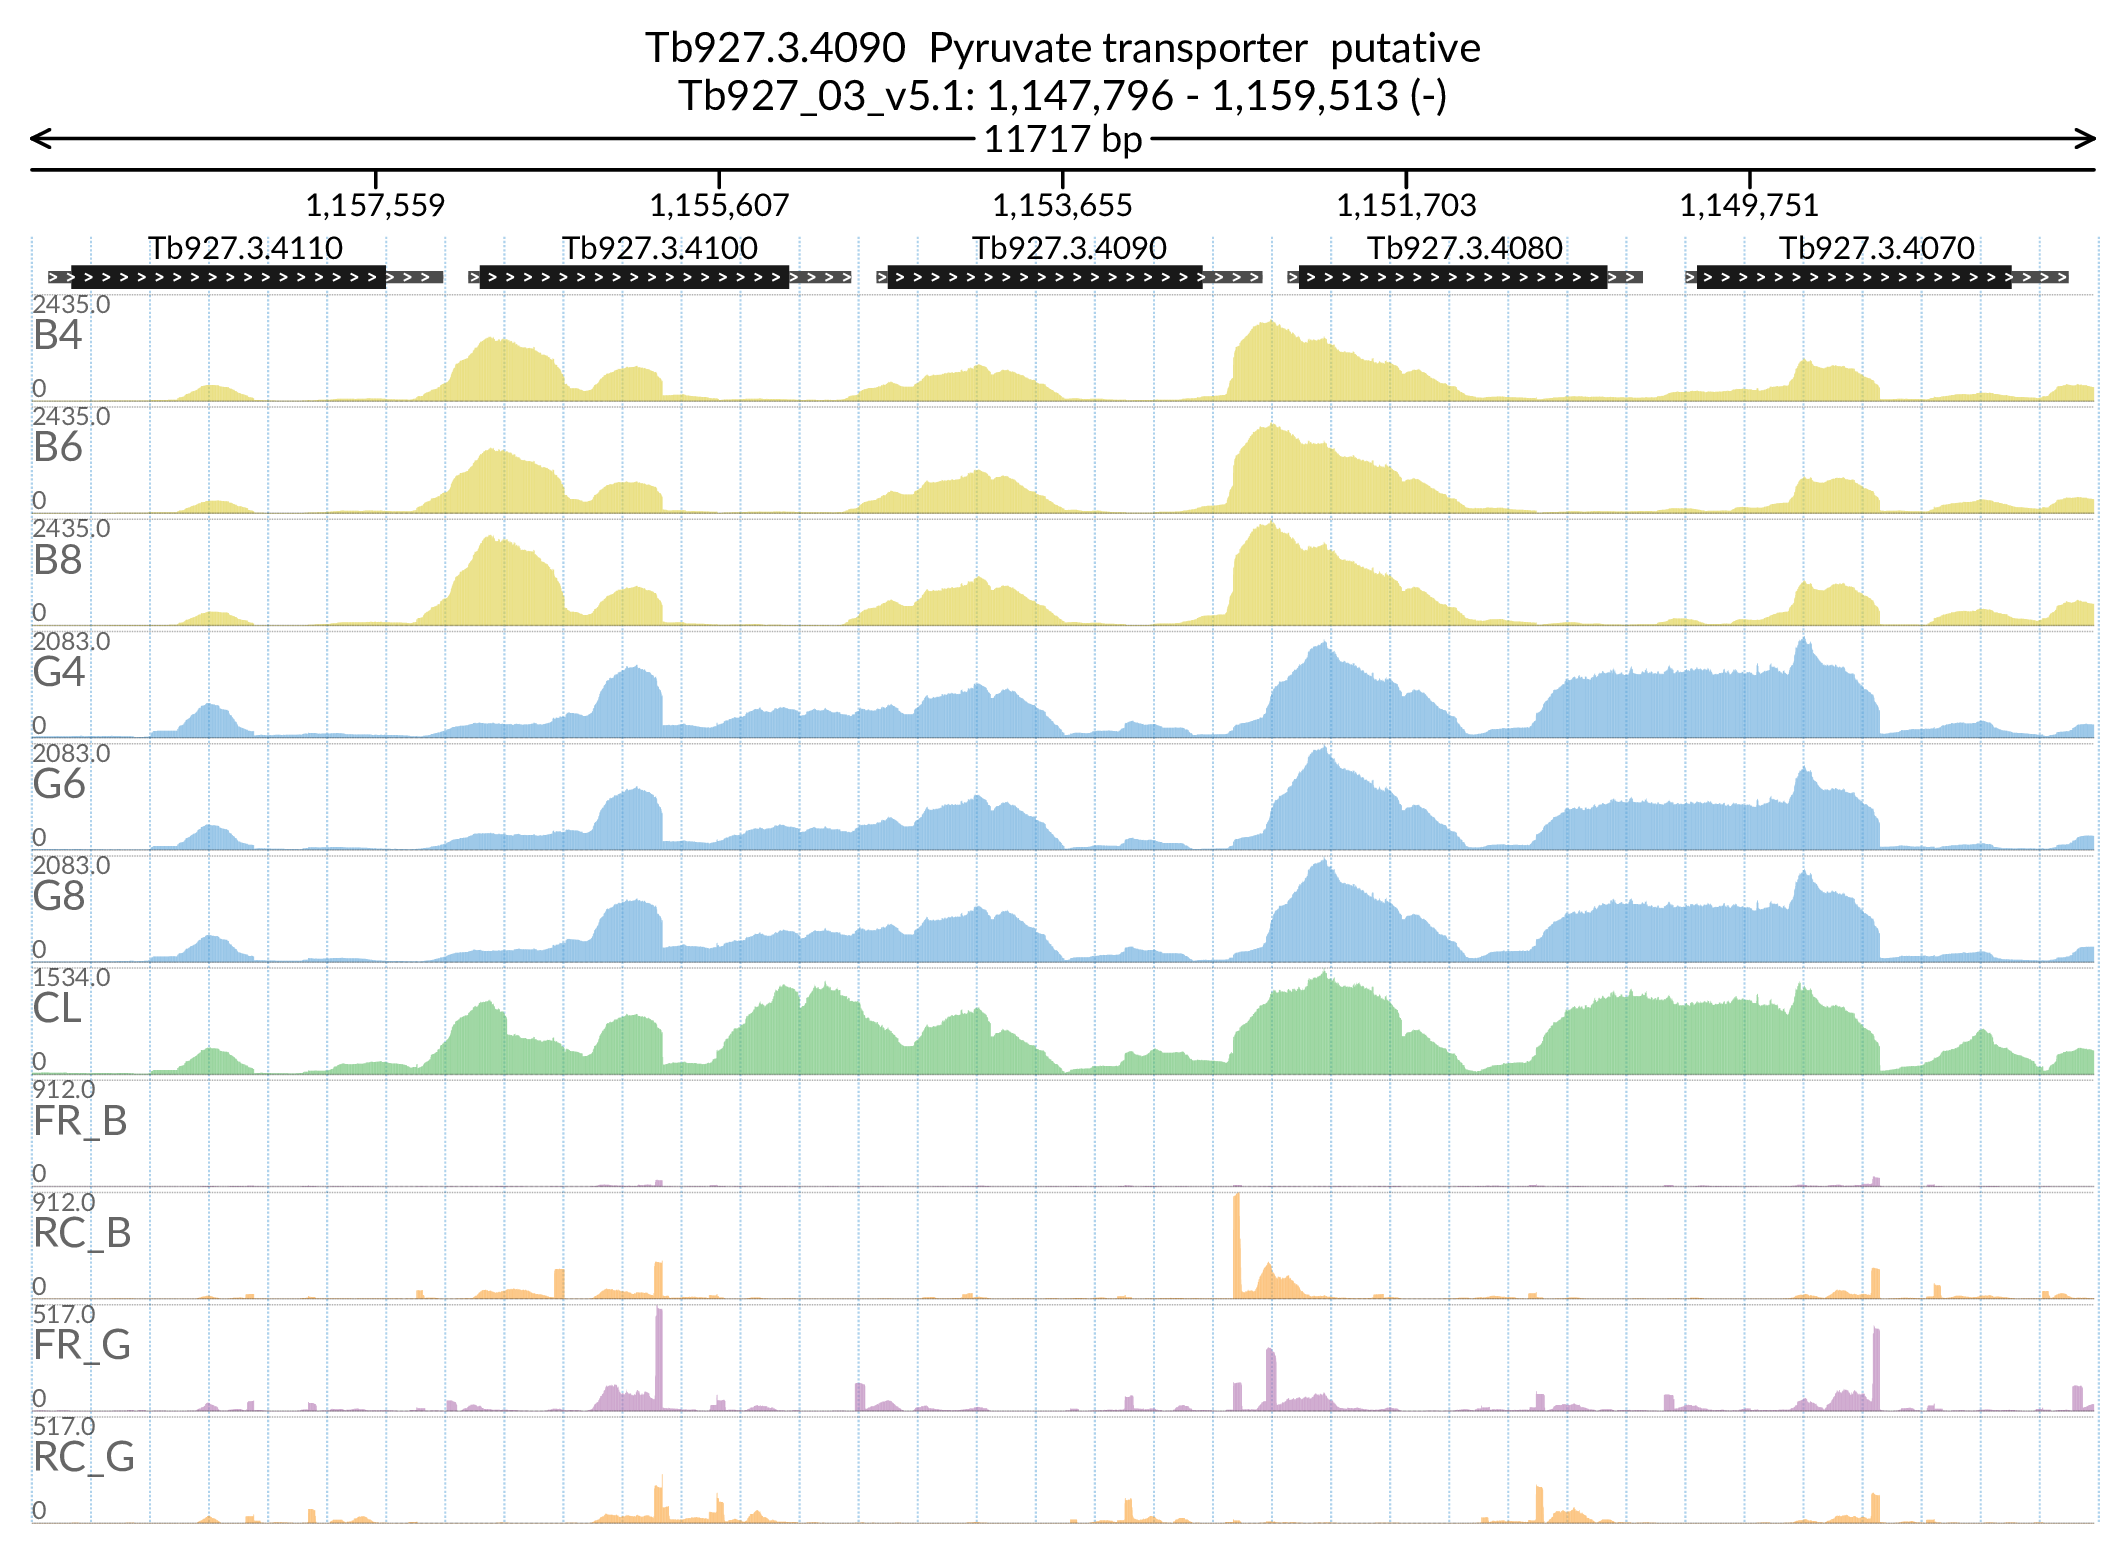 Tb927.3.4090 Pyruvate transporter putative
Tb927_03_v5.1: 1,147,796 - 1,159,513 (-)
11717 bp
1,157,559 1,155,607 1,153,655 1,151,703 1,149,751
Tb927.3.4110 Tb927.3.4100 Tb927.3.4090 Tb927.3.4080 Tb927.3.4070
2435.0
B4
0
2435.0
B6
0
2435.0
B8
0
2083.0
G4
0
2083.0
G6
0
2083.0
G8
0
1534.0
CL
0
912.0
FR_B
0
912.0
RC_B
0
517.0
FR_G
0
517.0
RC_G
0